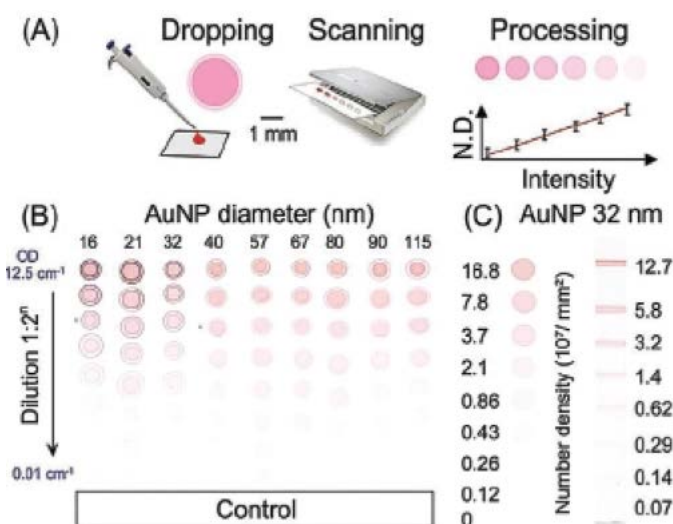 (A) Dropping Scanning Processing
1 mm
N.D.
Intensity
(B) AuNP diameter (nm)
16 21 32 40 57 67 80 90 115
OD
12.5 cm⁻¹
Dilution 1:2ⁿ
0.01 cm⁻¹
Control
(C) AuNP 32 nm
16.8
7.8
3.7
2.1
0.86
0.43
0.26
0.12
0
Number density (10⁷/ mm²)
12.7
5.8
3.2
1.4
0.62
0.29
0.14
0.07